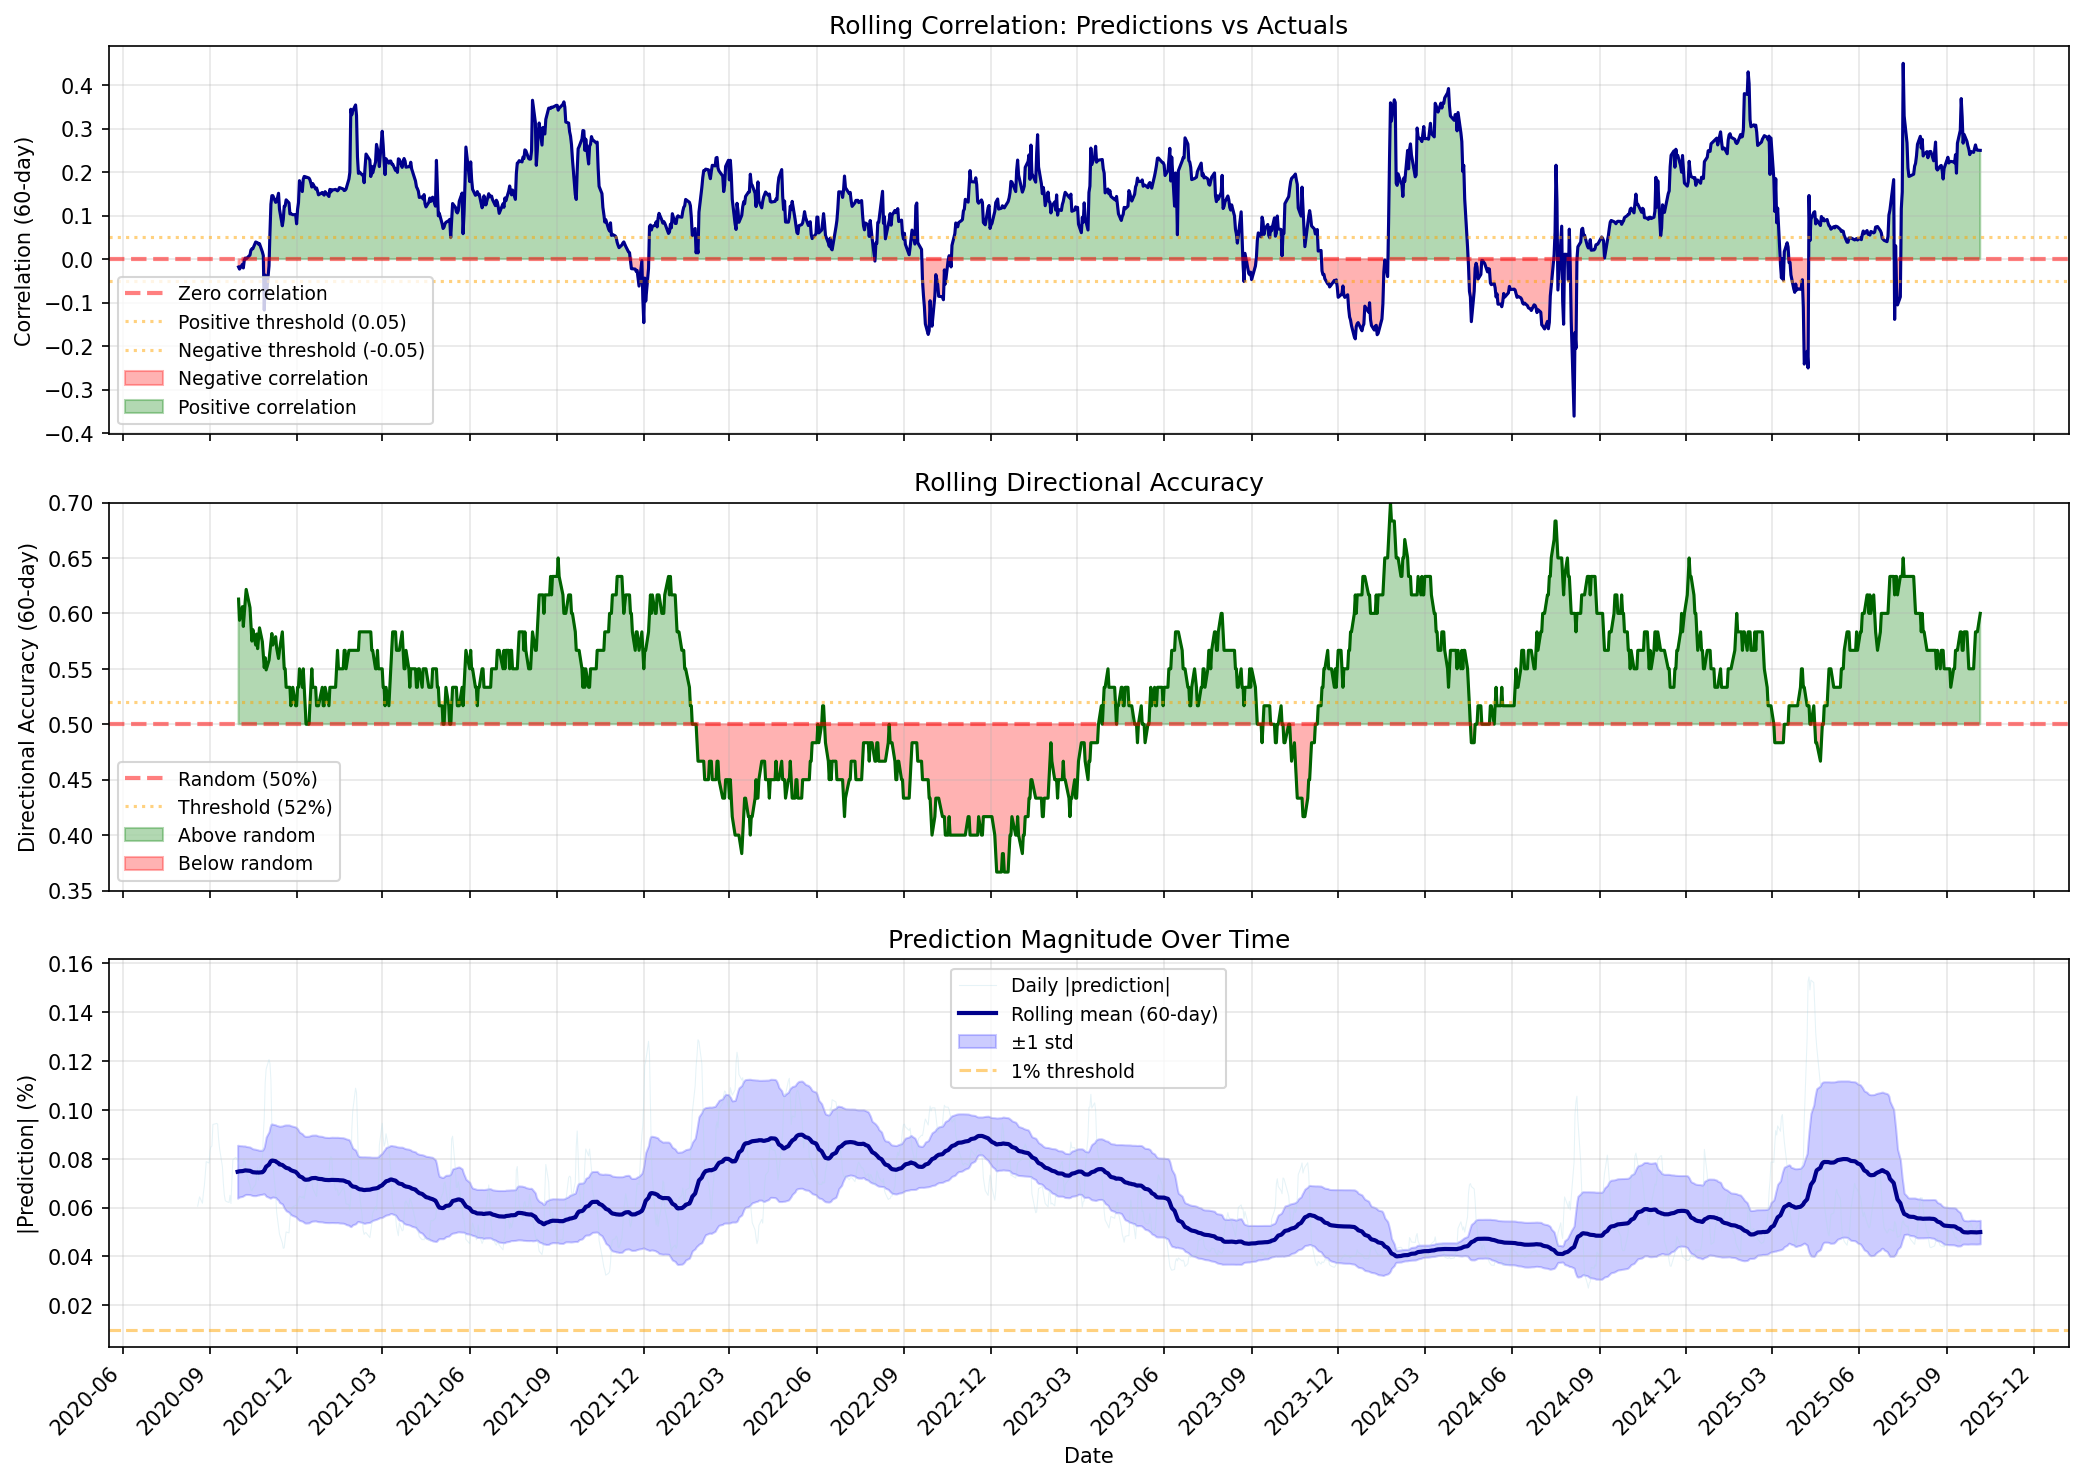 Rolling Correlation: Predictions vs Actuals
Correlation (60-day)
0.4
0.3
0.2
0.1
0.0
−0.1
−0.2
−0.3
−0.4
Zero correlation
Positive threshold (0.05)
Negative threshold (-0.05)
Negative correlation
Positive correlation
Rolling Directional Accuracy
Directional Accuracy (60-day)
0.70
0.65
0.60
0.55
0.50
0.45
0.40
0.35
Random (50%)
Threshold (52%)
Above random
Below random
Prediction Magnitude Over Time
|Prediction| (%)
0.16
0.14
0.12
0.10
0.08
0.06
0.04
0.02
Daily |prediction|
Rolling mean (60-day)
±1 std
1% threshold
2020-06
2020-09
2020-12
2021-03
2021-06
2021-09
2021-12
2022-03
2022-06
2022-09
2022-12
2023-03
2023-06
2023-09
2023-12
2024-03
2024-06
2024-09
2024-12
2025-03
2025-06
2025-09
2025-12
Date